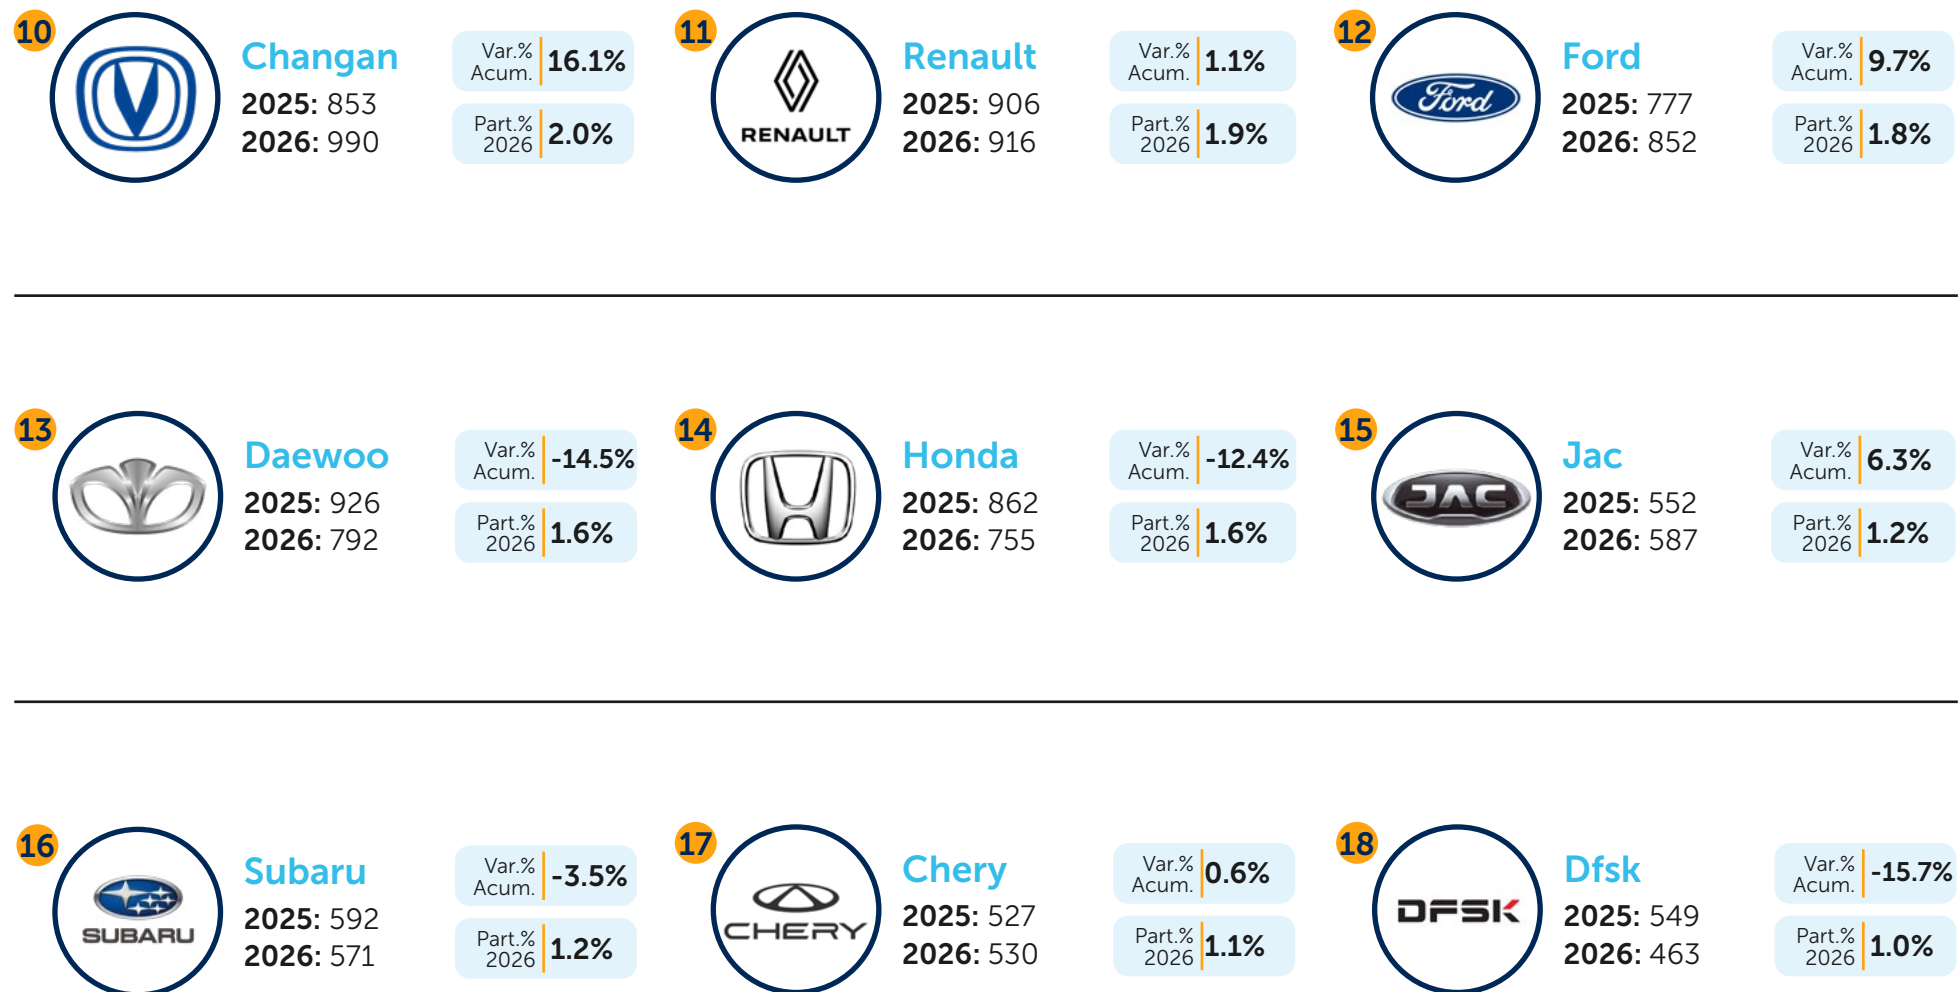 10
Changan
2025: 853
2026: 990
Var.%
Acum.
16.1%
Part.%
2026
2.0%
11
RENAULT
Renault
2025: 906
2026: 916
Var.%
Acum.
1.1%
Part.%
2026
1.9%
12
Ford
Ford
2025: 777
2026: 852
Var.%
Acum.
9.7%
Part.%
2026
1.8%
13
Daewoo
2025: 926
2026: 792
Var.%
Acum.
-14.5%
Part.%
2026
1.6%
14
Honda
2025: 862
2026: 755
Var.%
Acum.
-12.4%
Part.%
2026
1.6%
15
JAC
Jac
2025: 552
2026: 587
Var.%
Acum.
6.3%
Part.%
2026
1.2%
16
SUBARU
Subaru
2025: 592
2026: 571
Var.%
Acum.
-3.5%
Part.%
2026
1.2%
17
CHERY
Chery
2025: 527
2026: 530
Var.%
Acum.
0.6%
Part.%
2026
1.1%
18
DFSK
Dfsk
2025: 549
2026: 463
Var.%
Acum.
-15.7%
Part.%
2026
1.0%